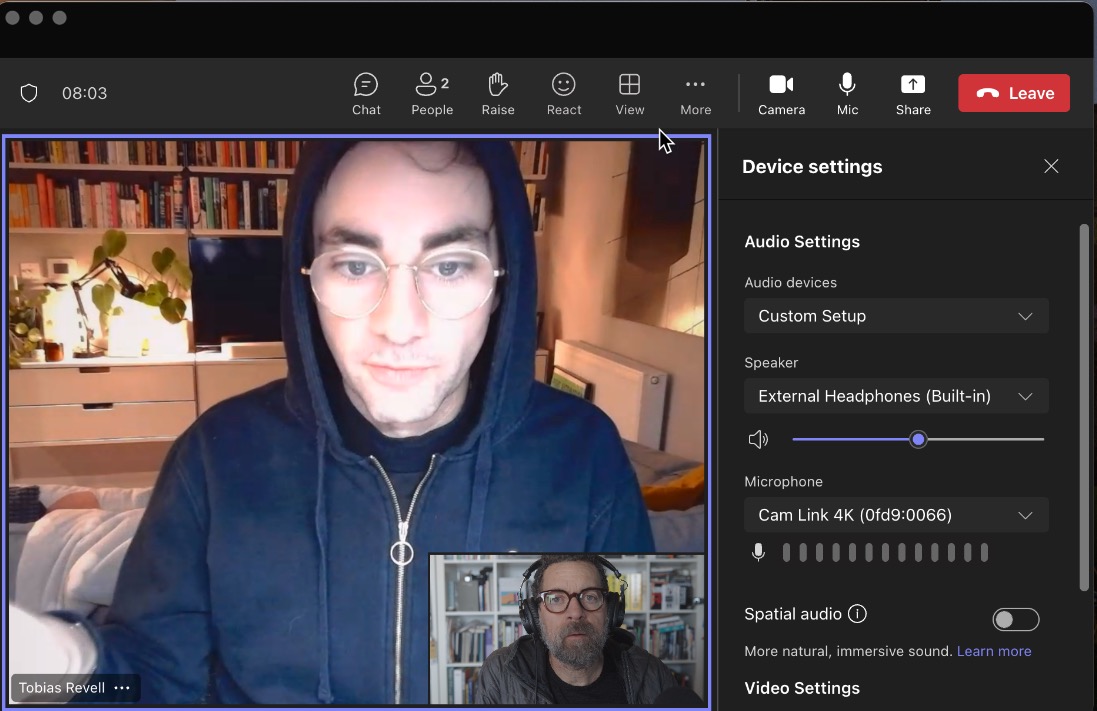 08:03
Chat
People 2
Raise
React
View
More
Camera
Mic
Share
Leave
Device settings
Audio Settings
Audio devices
Custom Setup
Speaker
External Headphones (Built-in)
Microphone
Cam Link 4K (0fd9:0066)
Spatial audio
More natural, immersive sound. Learn more
Video Settings
Tobias Revell